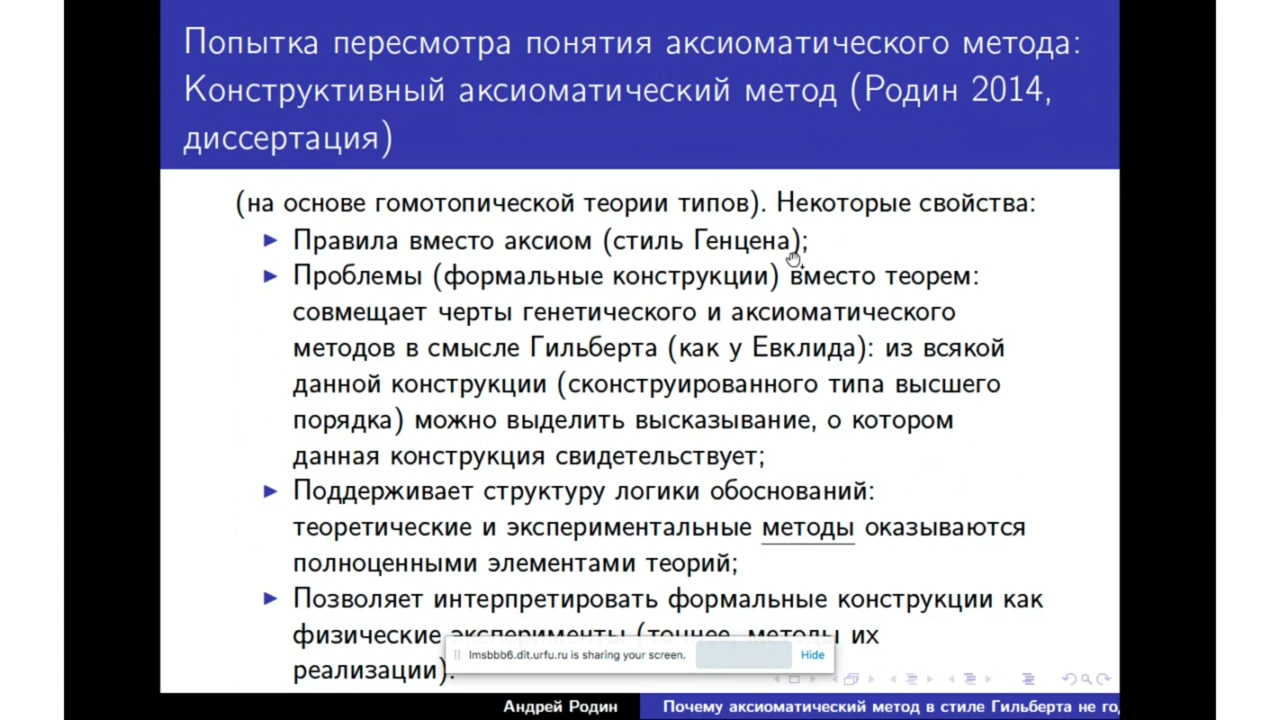 Попытка пересмотра понятия аксиоматического метода:
Конструктивный аксиоматический метод (Родин 2014,
диссертация)
(на основе гомотопической теории типов). Некоторые свойства:
Правила вместо аксиом (стиль Генцена);
Проблемы (формальные конструкции) вместо теорем:
совмещает черты генетического и аксиоматического
методов в смысле Гильберта (как у Евклида): из всякой
данной конструкции (сконструированного типа высшего
порядка) можно выделить высказывание, о котором
данная конструкция свидетельствует;
Поддерживает структуру логики обоснований:
теоретические и экспериментальные методы оказываются
полноценными элементами теорий;
Позволяет интерпретировать формальные конструкции как
физические эксперименты (точнее, методы их
реализации).
lmsbbb6.dit.urfu.ru is sharing your screen. Hide
Андрей Родин Почему аксиоматический метод в стиле Гильберта не го